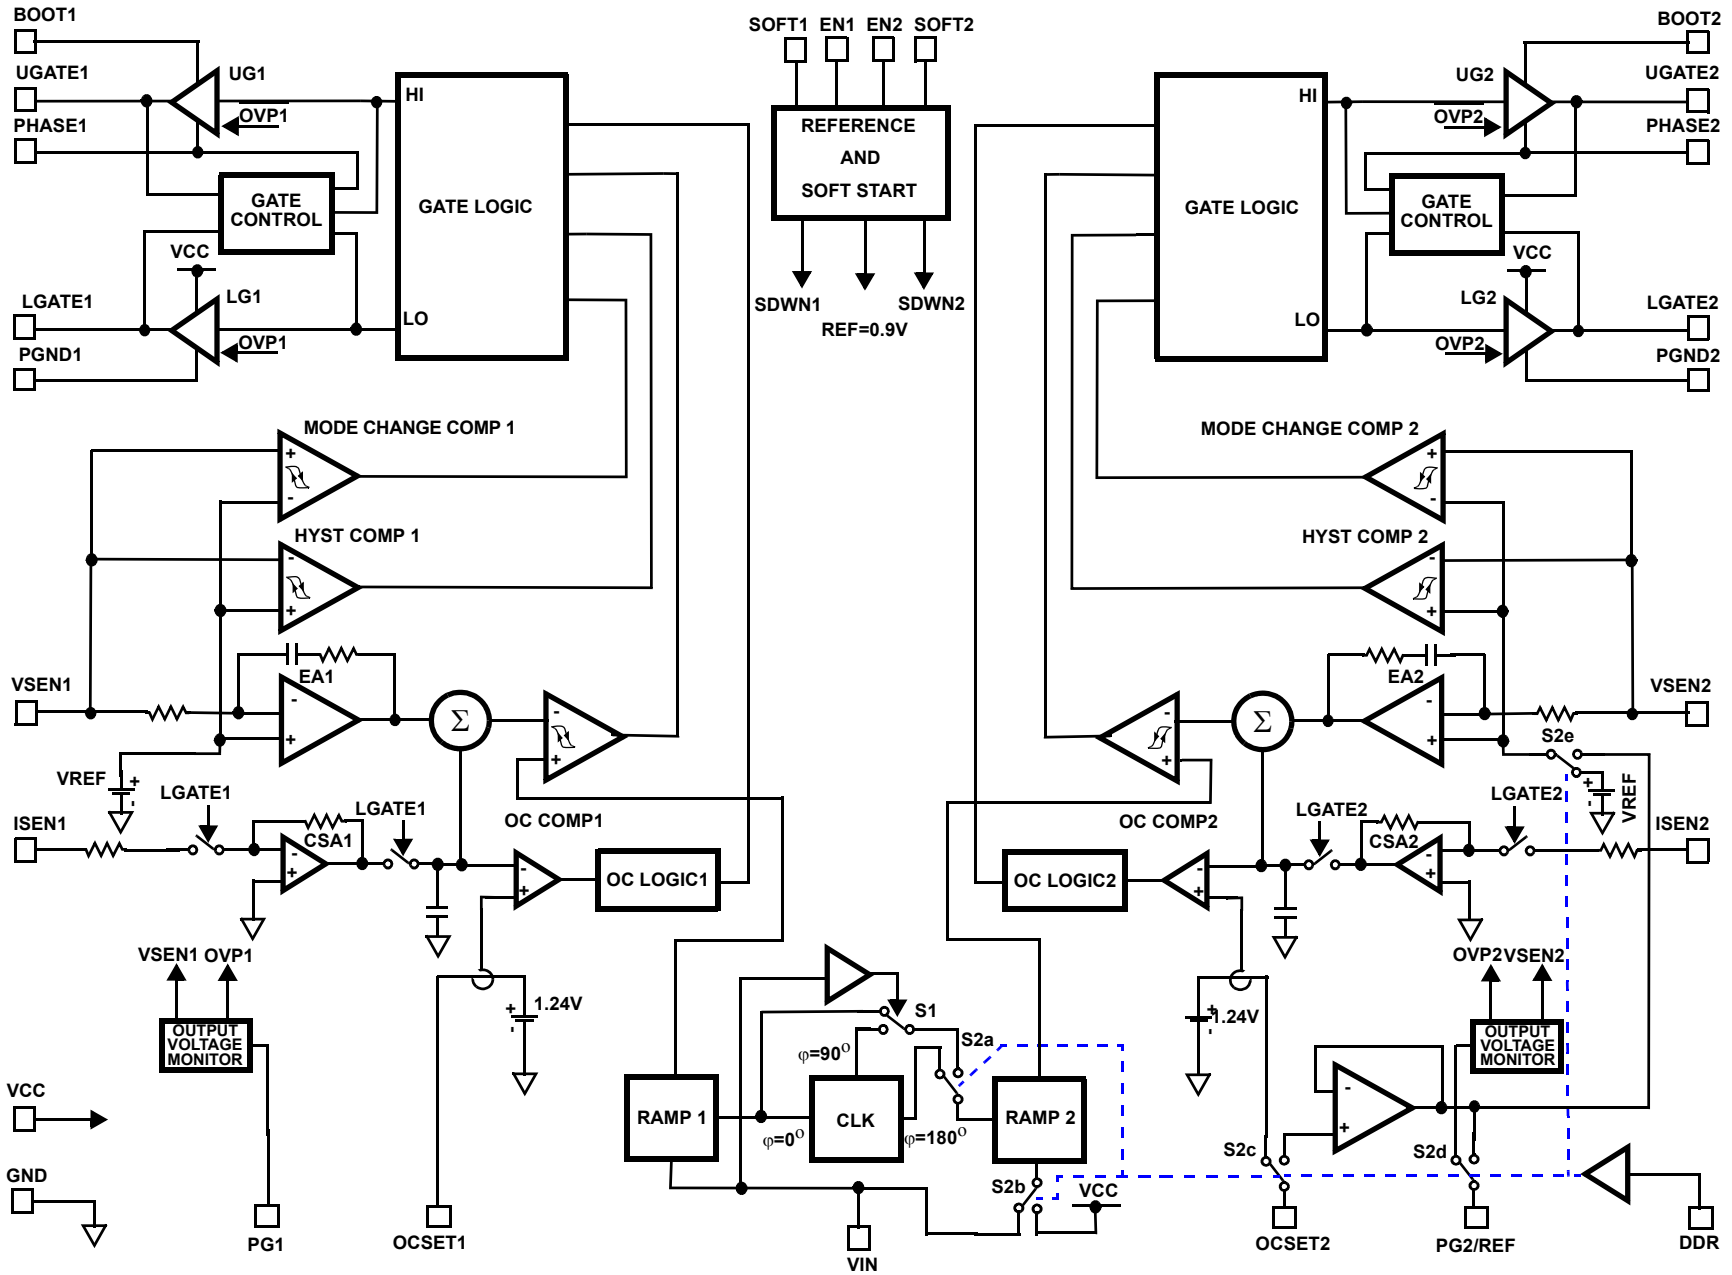 BOOT1
UGATE1
PHASE1
UG1
OVP1
HI
GATE
CONTROL
GATE LOGIC
VCC
LGATE1
LG1
LO
PGND1
OVP1
SOFT1 EN1 EN2 SOFT2
REFERENCE
AND
SOFT START
SDWN1
SDWN2
REF=0.9V
BOOT2
UG2
UGATE2
HI
OVP2
PHASE2
GATE LOGIC
GATE
CONTROL
VCC
LG2
LGATE2
LO
OVP2
PGND2
MODE CHANGE COMP 1
+
-
HYST COMP 1
-
+
EA1
VSEN1
-
+
Σ
-
+
VREF
+
-
LGATE1
LGATE1
OC COMP1
ISEN1
CSA1
-
+
-
+
OC LOGIC1
MODE CHANGE COMP 2
+
-
HYST COMP 2
-
+
EA2
VSEN2
-
+
Σ
-
+
S2e
+
-
VREF
LGATE2
LGATE2
OC COMP2
ISEN2
CSA2
-
+
-
+
OC LOGIC2
VSEN1 OVP1
OUTPUT
VOLTAGE
MONITOR
+
-
1.24V
S1
S2a
φ=90°
RAMP 1
CLK
RAMP 2
φ=0°
φ=180°
+
-
1.24V
OVP2 VSEN2
OUTPUT
VOLTAGE
MONITOR
-
+
VCC
GND
S2b
VCC
S2c
S2d
PG1
OCSET1
VIN
OCSET2
PG2/REF
DDR